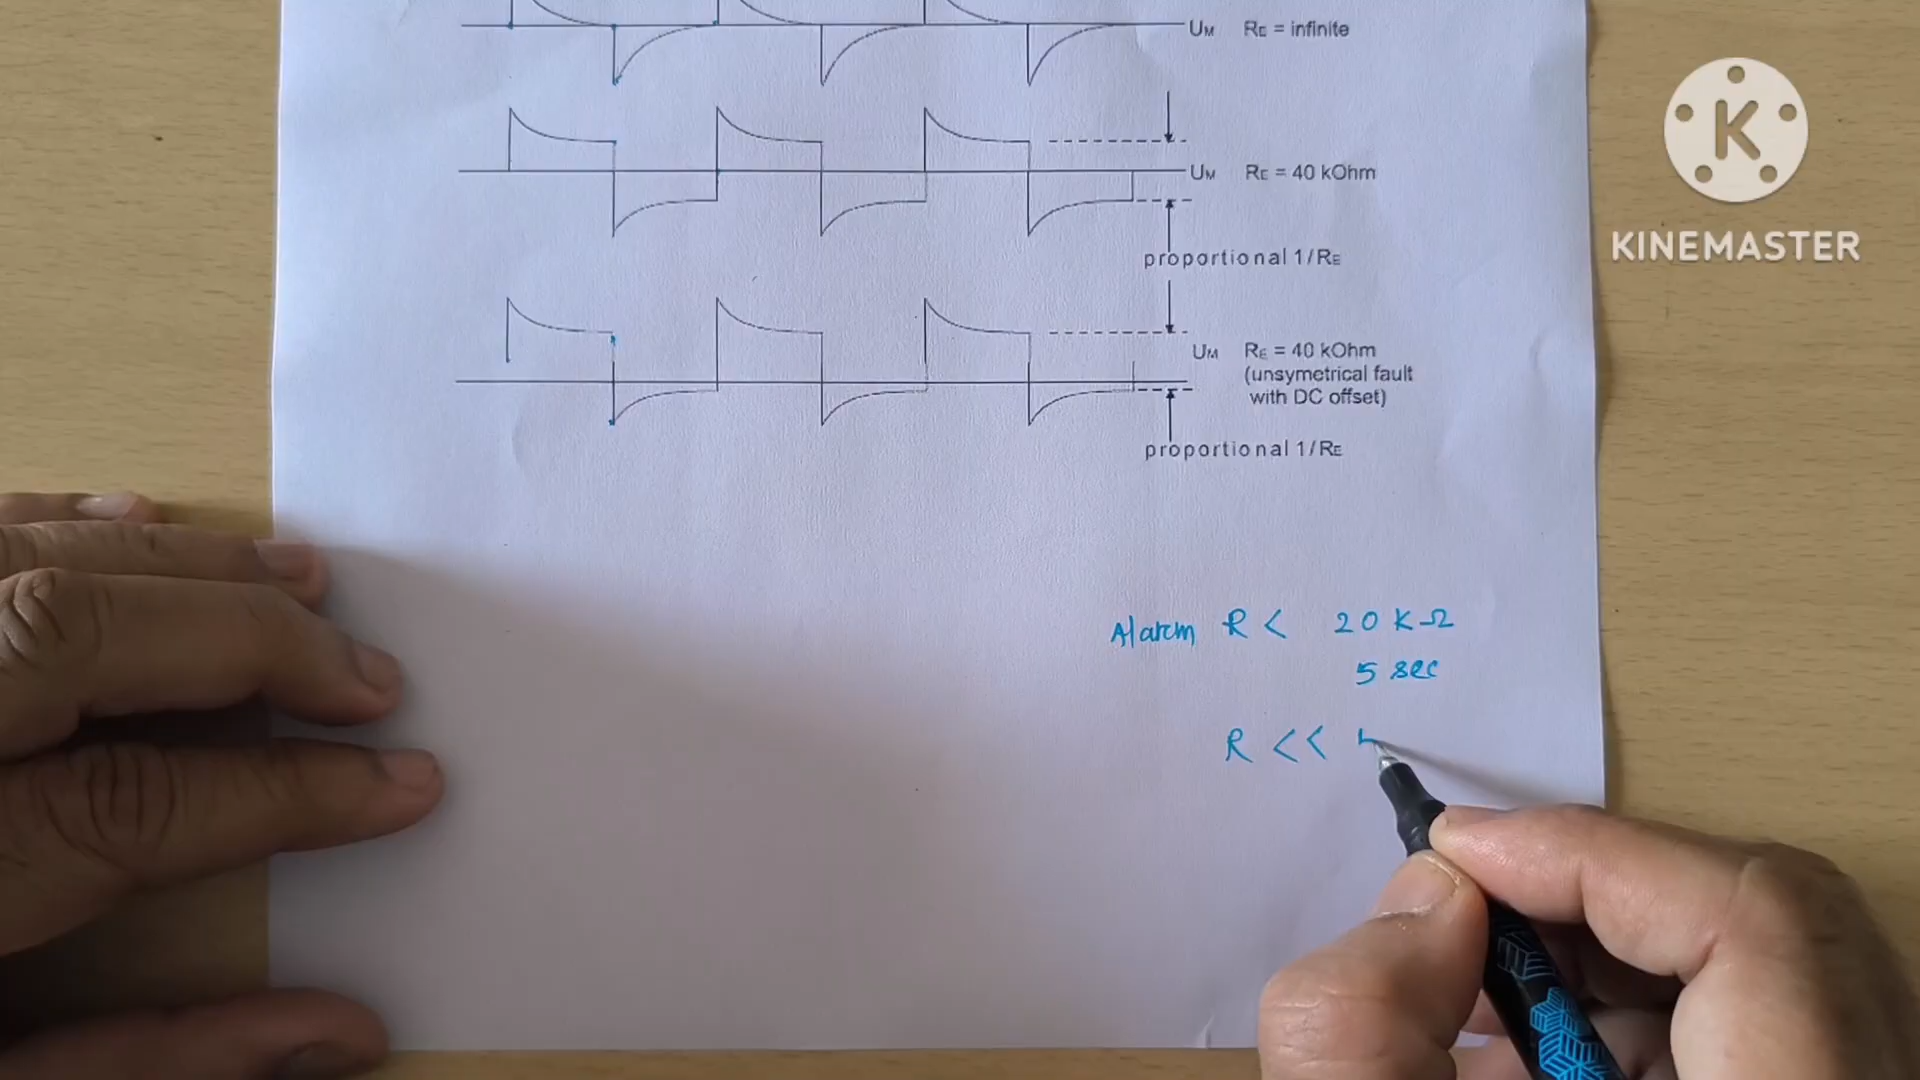 UM RE = infinite
UM RE = 40 kOhm
proportional 1/RE
UM RE = 40 kOhm
(unsymetrical fault
with DC offset)
proportional 1/RE
Alarm R < 20 KΩ
5 sec
R <<
K
KINEMASTER